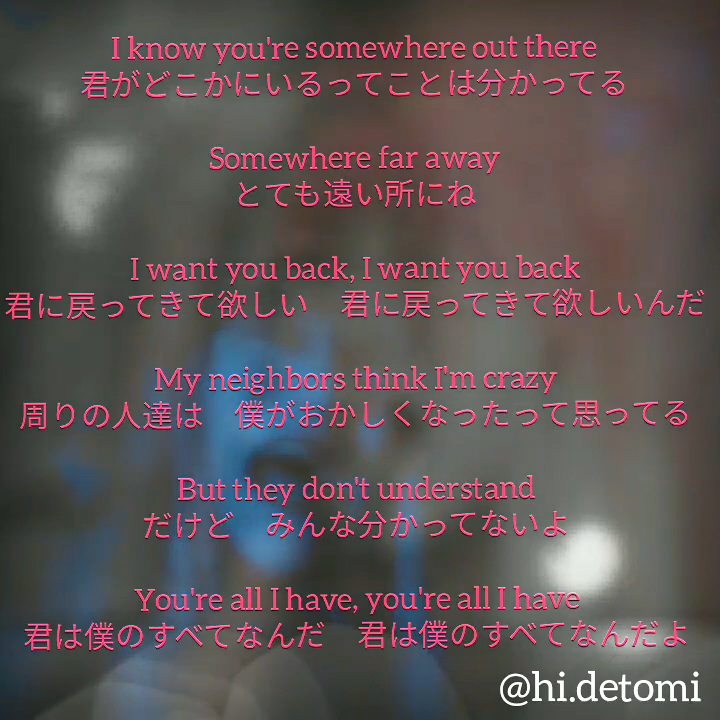 I know you're somewhere out there
君がどこかにいるってことは分かってる
Somewhere far away
とても遠い所にね
I want you back, I want you back
君に戻ってきて欲しい　君に戻ってきて欲しいんだ
My neighbors think I'm crazy
周りの人達は　僕がおかしくなったって思ってる
But they don't understand
だけど　みんな分かってないよ
You're all I have, you're all I have
君は僕のすべてなんだ　君は僕のすべてなんだよ
@hi.detomi